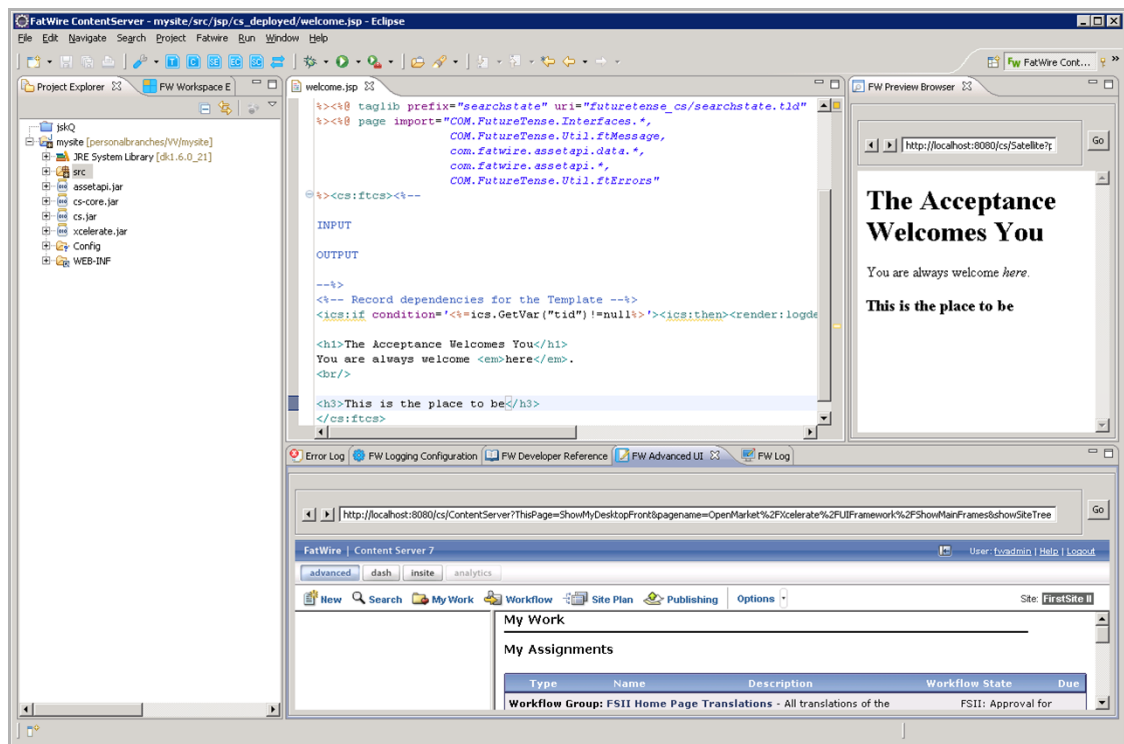 FatWire ContentServer - mysite/src/jsp/cs_deployed/welcome.jsp - Eclipse
File Edit Navigate Search Project Fatwire Run Window Help
FW FatWire Cont... »
Project Explorer FW Workspace E
jskQ
mysite [personalbranches/VV/mysite]
JRE System Library [dk1.6.0_21]
src
assetapi.jar
cs-core.jar
cs.jar
xcelerate.jar
Config
WEB-INF
welcome.jsp
%><%@ taglib prefix="searchstate" uri="futuretense_cs/searchstate.tld"
%><%@ page import="COM.FutureTense.Interfaces.*,
COM.FutureTense.Util.ftMessage,
com.fatwire.assetapi.data.*,
com.fatwire.assetapi.*,
COM.FutureTense.Util.ftErrors"
%><cs:ftcs><%--
INPUT
OUTPUT
--%>
<%-- Record dependencies for the Template --%>
<ics:if condition='<%=ics.GetVar("tid")!=null%>'><ics:then><render:logde
<h1>The Acceptance Welcomes You</h1>
You are always welcome <em>here</em>.
<br/>
<h3>This is the place to be</h3>
</cs:ftcs>
FW Preview Browser
http://localhost:8080/cs/Satellite?p
Go
The Acceptance
Welcomes You
You are always welcome here.
This is the place to be
Error Log FW Logging Configuration FW Developer Reference FW Advanced UI FW Log
http://localhost:8080/cs/ContentServer?ThisPage=ShowMyDesktopFront&pagename=OpenMarket%2FXcelerate%2FUIFramework%2FShowMainFrames&showSiteTree
Go
FatWire | Content Server 7
User: fwadmin | Help | Logout
advanced dash insite analytics
New Search My Work Workflow Site Plan Publishing Options Site: FirstSite II
My Work
My Assignments
Type Name Description Workflow State Due
Workflow Group: FSII Home Page Translations - All translations of the FSII: Approval for